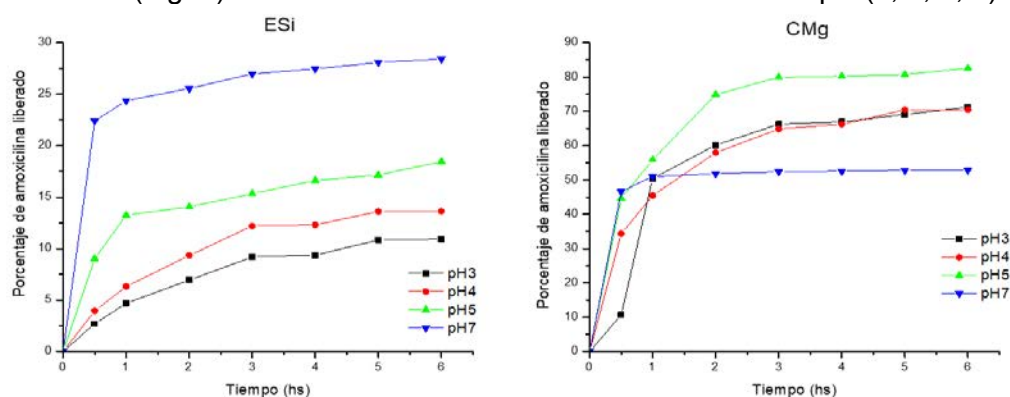 ESi
Porcentaje de amoxicilina liberado
30
25
20
15
10
5
0
0 1 2 3 4 5 6
Tiempo (hs)
pH3
pH4
pH5
pH7
CMg
Porcentaje de amoxicilina liberado
90
80
70
60
50
40
30
20
10
0
0 1 2 3 4 5 6
Tiempo (hs)
pH3
pH4
pH5
pH7